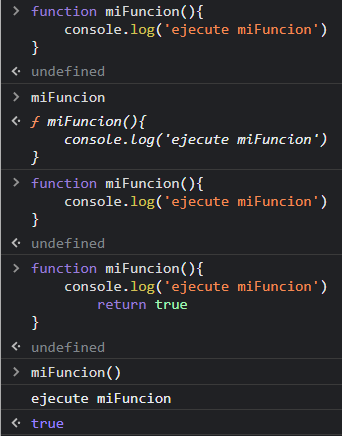 > function miFuncion(){
      console.log('ejecute miFuncion')
  }
< undefined
> miFuncion
< ƒ miFuncion(){
      console.log('ejecute miFuncion')
  }
> function miFuncion(){
      console.log('ejecute miFuncion')
  }
< undefined
> function miFuncion(){
      console.log('ejecute miFuncion')
          return true
  }
< undefined
> miFuncion()
  ejecute miFuncion
< true